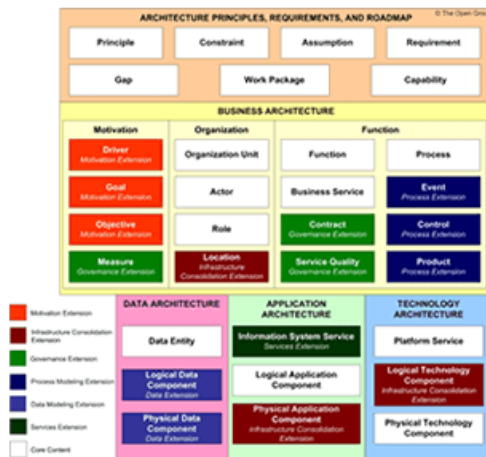 © The Open Gro
ARCHITECTURE PRINCIPLES, REQUIREMENTS, AND ROADMAP
Principle
Constraint
Assumption
Requirement
Gap
Work Package
Capability
BUSINESS ARCHITECTURE
Motivation
Organization
Function
Driver
Motivation Extension
Organization Unit
Function
Process
Goal
Motivation Extension
Actor
Business Service
Event
Process Extension
Objective
Motivation Extension
Role
Contract
Governance Extension
Control
Process Extension
Measure
Governance Extension
Location
Infrastructure
Consolidation Extension
Service Quality
Governance Extension
Product
Process Extension
Motivation Extension
Infrastructure Consolidation
Extension
Governance Extension
Process Modeling Extension
Data Modeling Extension
Services Extension
Core Content
DATA ARCHITECTURE
Data Entity
Logical Data
Component
Data Extension
Physical Data
Component
Data Extension
APPLICATION
ARCHITECTURE
Information System Service
Services Extension
Logical Application
Component
Physical Application
Component
Infrastructure Consolidation
Extension
TECHNOLOGY
ARCHITECTURE
Platform Service
Logical Technology
Component
Infrastructure Consolidation
Extension
Physical Technology
Component